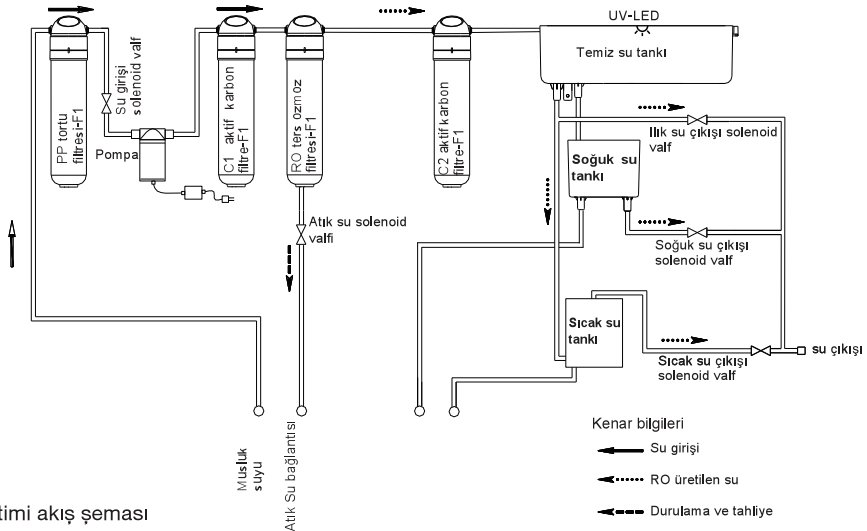 UV-LED
Temiz su tankı
Su girişi
solenoid valf
PP tortu
filtresi-F1
Pompa
C1 aktif karbon
filtre-F1
RO ters ozmoz
filtresi-F1
C2 aktif karbon
filtre-F1
Ilık su çıkışı solenoid
valf
Soğuk su
tankı
Atık su solenoid
valfi
Soğuk su çıkışı
solenoid valf
Sıcak su
tankı
su çıkışı
Sıcak su çıkışı
solenoid valf
Musluk
suyu
Atık Su bağlantısı
Kenar bilgileri
Su girişi
RO üretilen su
Durulama ve tahliye
timi akış şeması